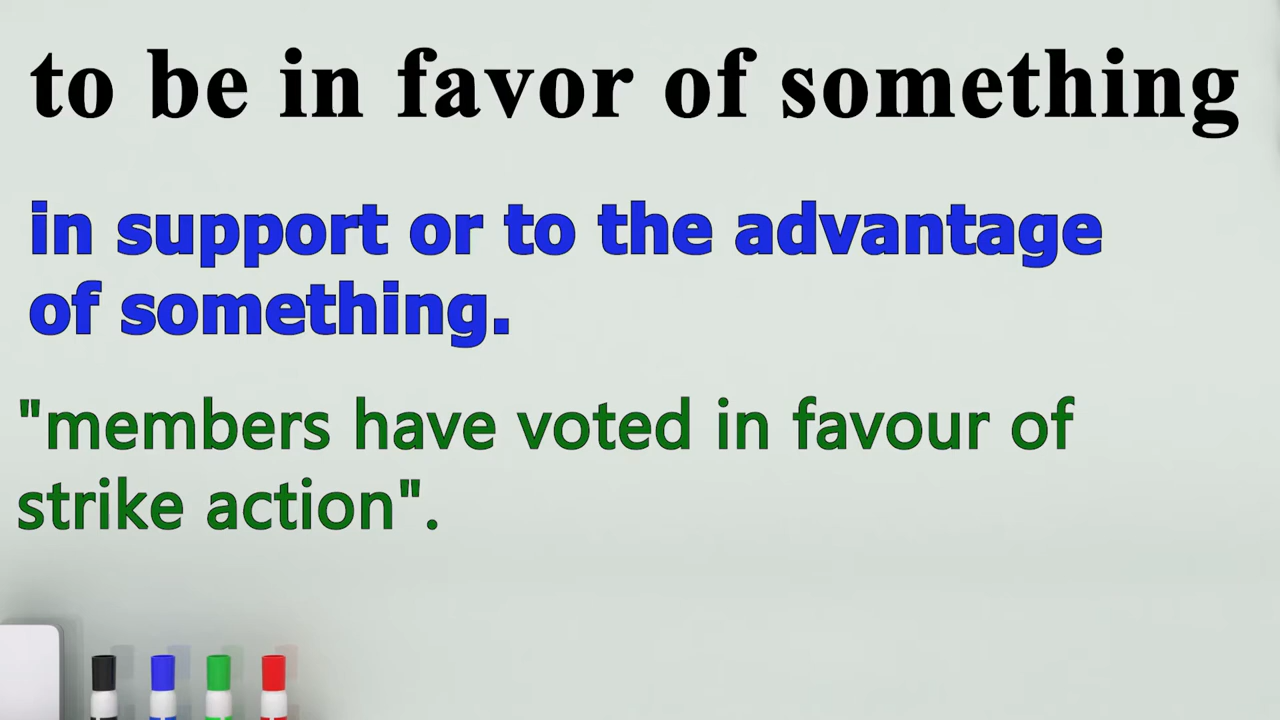 to be in favor of something
in support or to the advantage
of something.
"members have voted in favour of
strike action".